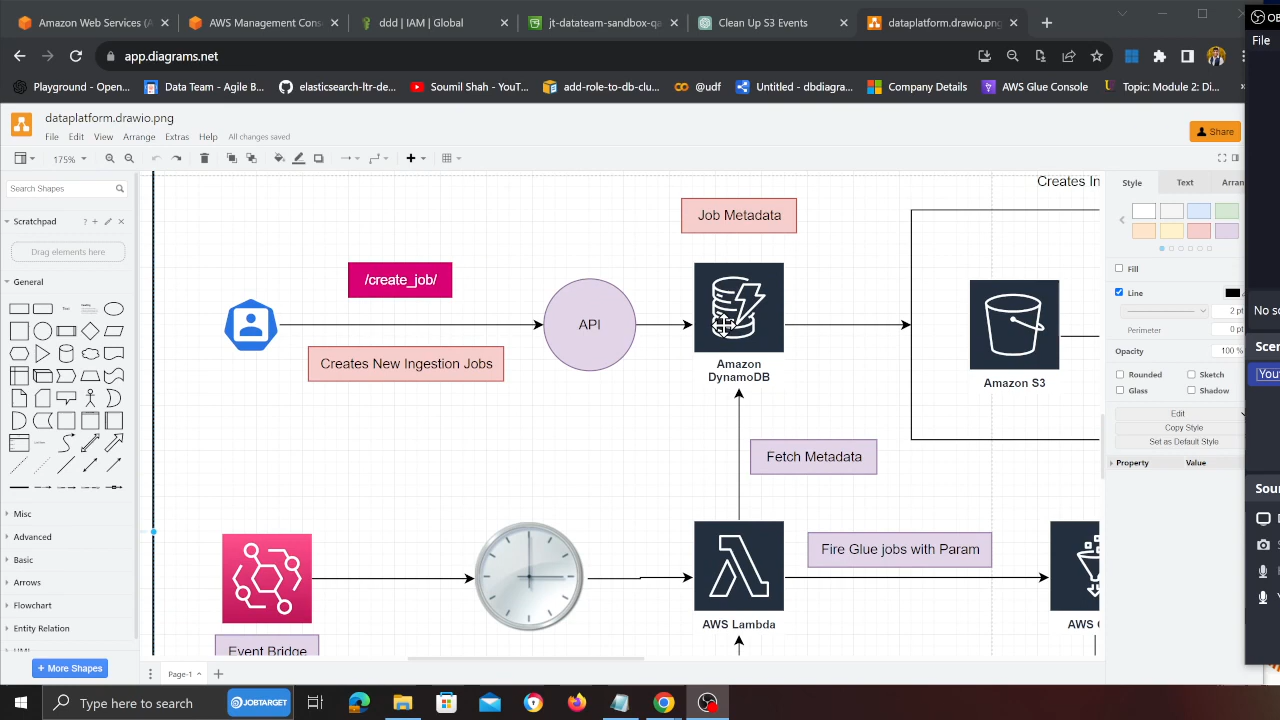 Amazon Web Services (A
AWS Management Con
ddd | IAM | Global
jt-datateam-sandbox-qa
Clean Up S3 Events
dataplatform.drawio.png
app.diagrams.net
Playground - Open...
Data Team - Agile B...
elasticsearch-ltr-de...
Soumil Shah - YouT...
add-role-to-db-clu...
@udf
Untitled - dbdiagra...
Company Details
AWS Glue Console
Topic: Module 2: Di...
File
dataplatform.drawio.png
File Edit View Arrange Extras Help All changes saved
Share
175%
Search Shapes
Scratchpad
Drag elements here
General
Misc
Advanced
Basic
Arrows
Flowchart
Entity Relation
+ More Shapes
Page-1
Creates In
Job Metadata
/create_job/
API
Creates New Ingestion Jobs
Amazon
DynamoDB
Amazon S3
Fetch Metadata
Fire Glue jobs with Param
AWS Lambda
Event Bridge
Style Text Arran
Fill
Line
2 pt
Perimeter
0 pt
Opacity
100 %
Rounded
Sketch
Glass
Shadow
Edit
Copy Style
Set as Default Style
Property Value
No so
Scen
You
Sour
Type here to search
JOBTARGET